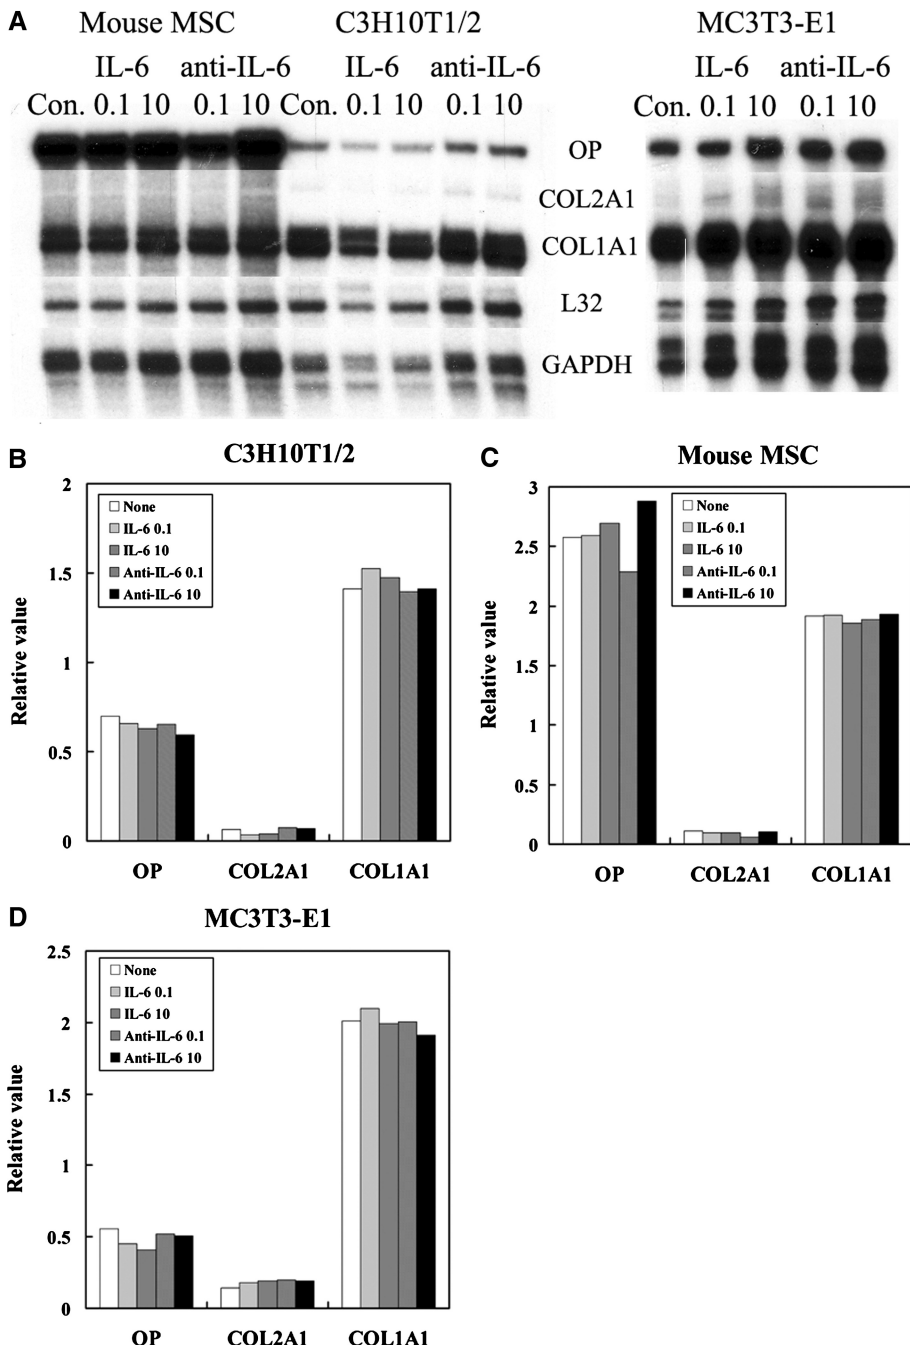 A
Mouse MSC C3H10T1/2 MC3T3-E1
IL-6 anti-IL-6 IL-6 anti-IL-6 IL-6 anti-IL-6
Con. 0.1 10 0.1 10 Con. 0.1 10 0.1 10 Con. 0.1 10 0.1 10
OP
COL2A1
COL1A1
L32
GAPDH
B
C3H10T1/2
2
1.5
1
0.5
0
Relative value
None
IL-6 0.1
IL-6 10
Anti-IL-6 0.1
Anti-IL-6 10
OP COL2A1 COL1A1
C
Mouse MSC
3
2.5
2
1.5
1
0.5
0
Relative value
None
IL-6 0.1
IL-6 10
Anti-IL-6 0.1
Anti-IL-6 10
OP COL2A1 COL1A1
D
MC3T3-E1
2.5
2
1.5
1
0.5
0
Relative value
None
IL-6 0.1
IL-6 10
Anti-IL-6 0.1
Anti-IL-6 10
OP COL2A1 COL1A1